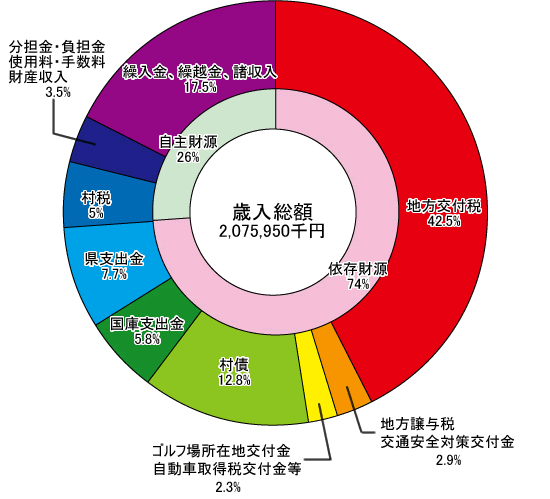 分担金・負担金
使用料・手数料
財産収入
3.5%
繰入金、繰越金、諸収入
17.5%
自主財源
26%
村税
5%
地方交付税
42.5%
歳入総額
2,075,950千円
県支出金
7.7%
依存財源
74%
国庫支出金
5.8%
村債
12.8%
地方譲与税
交通安全対策交付金
2.9%
ゴルフ場所在地交付金
自動車取得税交付金等
2.3%